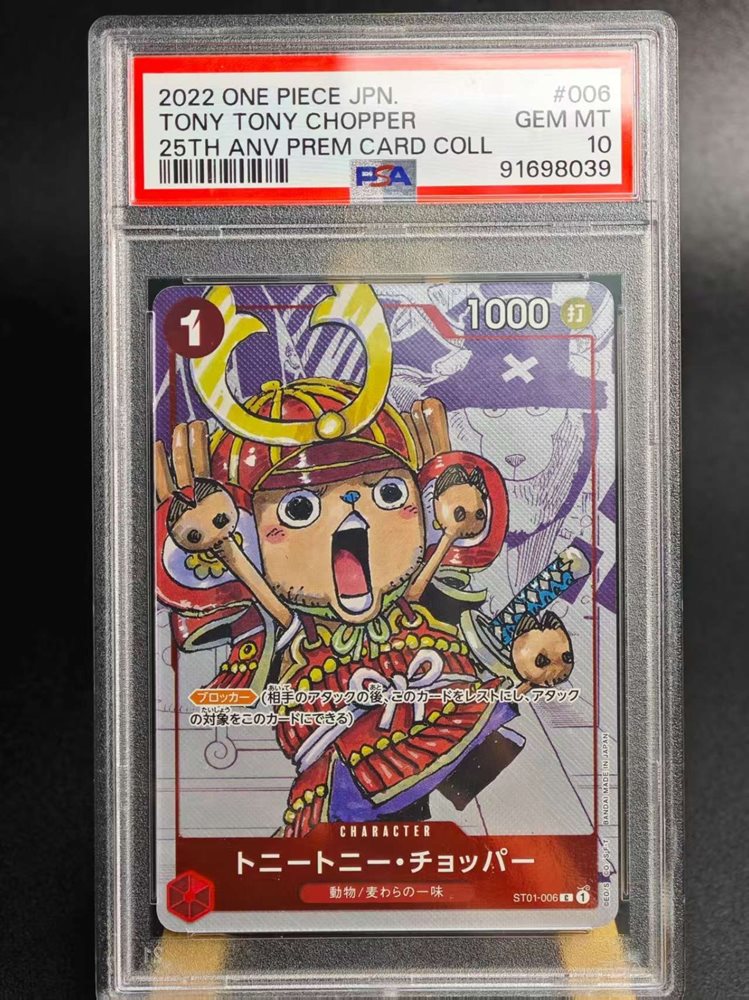 2022 ONE PIECE JPN. #006
TONY TONY CHOPPER GEM MT
25TH ANV PREM CARD COLL 10
PSA 91698039
1 1000 打
ブロッカー (相手のアタックの後、このカードをレストにし、アタック
の対象をこのカードにできる)
CHARACTER
トニートニー・チョッパー
動物/麦わらの一味
ST01-006 C 1
BANDAI MADE IN JAPAN